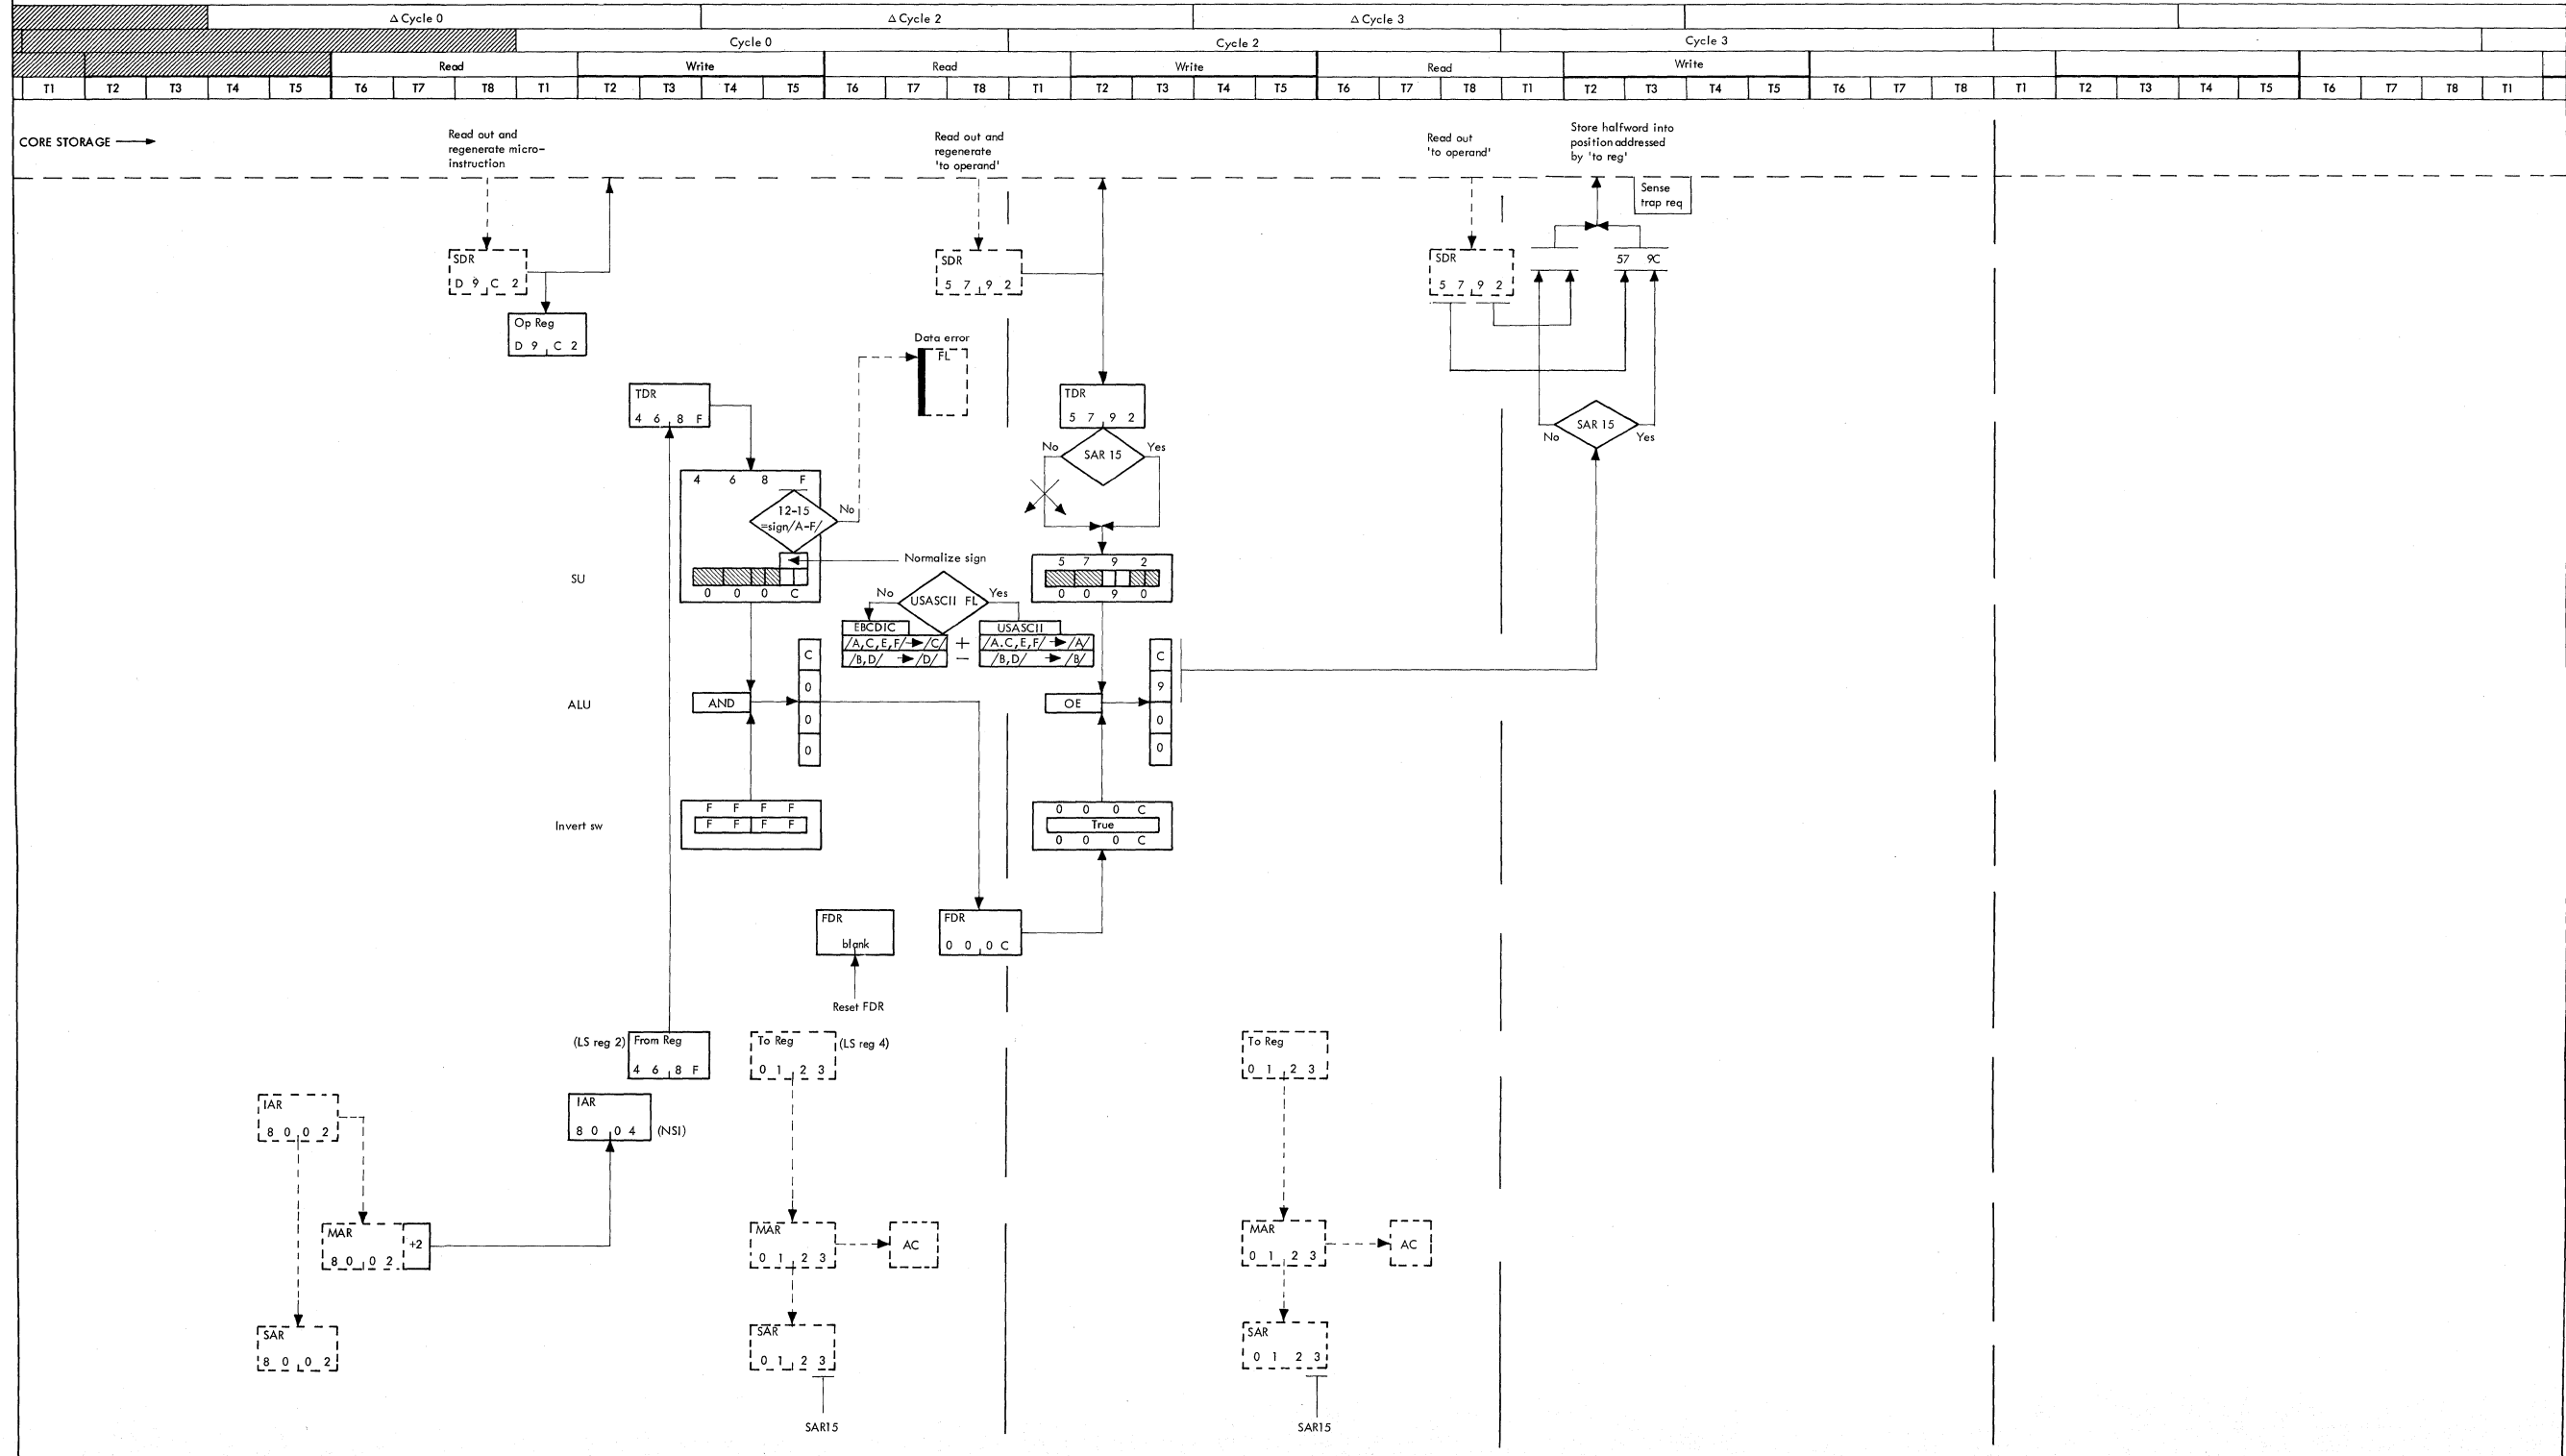 Δ Cycle 0 Δ Cycle 2 Δ Cycle 3
Cycle 0 Cycle 2 Cycle 3
Read Write Read Write Read Write
T1 T2 T3 T4 T5 T6 T7 T8 T1 T2 T3 T4 T5 T6 T7 T8 T1 T2 T3 T4 T5 T6 T7 T8 T1 T2 T3 T4 T5 T6 T7 T8 T1 T2 T3 T4 T5 T6 T7 T8 T1
CORE STORAGE
Read out and
regenerate micro-
instruction
Read out and
regenerate
'to operand'
Read out
'to operand'
Store halfword into
position addressed
by 'to reg'
Sense
trap req
SDR
D 9 C 2
SDR
5 7 9 2
SDR
5 7 9 2
57 9C
Op Reg
D 9 C 2
Data error
FL
TDR
4 6 8 F
TDR
5 7 9 2
No SAR 15 Yes
No SAR 15 Yes
4 6 8 F
12-15
=sign/A-F/
No
Normalize sign
SU
0 0 0 C
5 7 9 2
0 0 9 0
No USASCII FL Yes
EBCDIC
/A,C,E,F/ /C/
/B,D/ /D/
+
-
USASCII
/A.C,E,F/ /A/
/B,D/ /B/
ALU
AND
C
0
0
0
OE
C
9
0
0
Invert sw
F F F F
F F F F
0 0 0 C
True
0 0 0 C
FDR
blank
Reset FDR
FDR
0 0 0 C
(LS reg 2)
From Reg
4 6 8 F
To Reg
0 1 2 3
(LS reg 4)
To Reg
0 1 2 3
IAR
8 0 0 2
IAR
8 0 0 4
(NSI)
MAR
8 0 0 2
+2
MAR
0 1 2 3
AC
MAR
0 1 2 3
AC
SAR
8 0 0 2
SAR
0 1 2 3
SAR
0 1 2 3
SAR15
SAR15